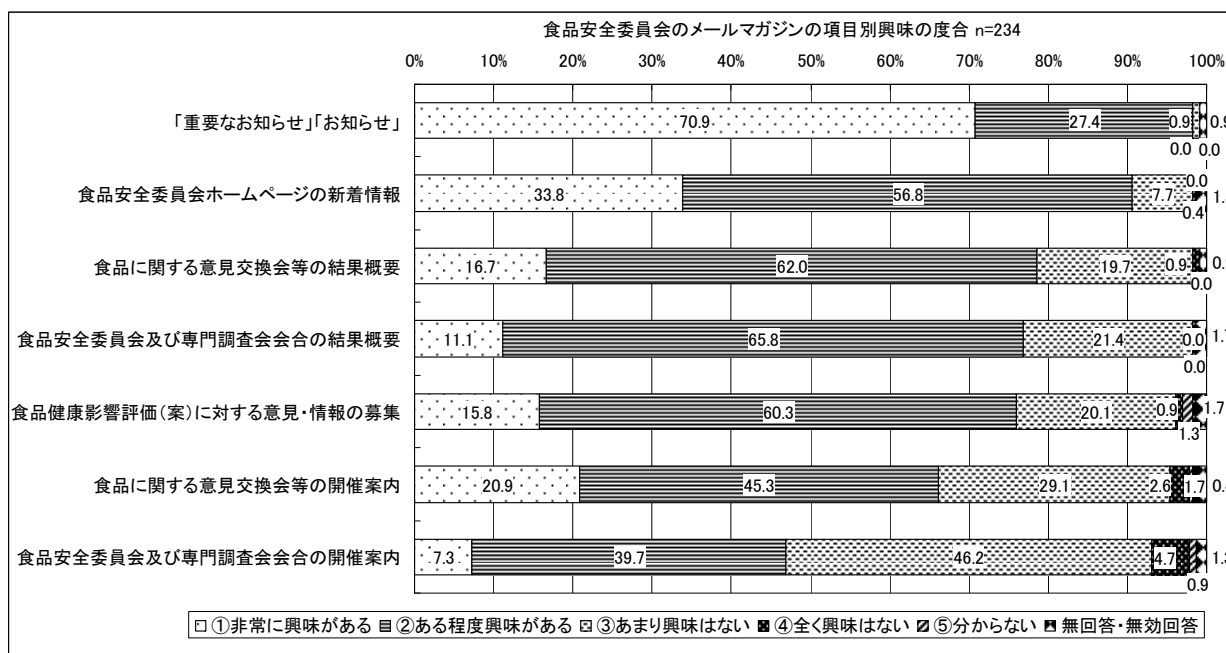 食品安全委員会のメールマガジンの項目別興味の度合 n=234
0% 10% 20% 30% 40% 50% 60% 70% 80% 90% 100%
「重要なお知らせ」「お知らせ」
70.9 27.4 0.9 0.9
0.0 0.0
食品安全委員会ホームページの新着情報
33.8 56.8 7.7 0.0
0.4
食品に関する意見交換会等の結果概要
16.7 62.0 19.7 0.9
0.0
食品安全委員会及び専門調査会会合の結果概要
11.1 65.8 21.4 0.0 1.7
0.0
食品健康影響評価(案)に対する意見・情報の募集
15.8 60.3 20.1 0.9 1.7
1.3
食品に関する意見交換会等の開催案内
20.9 45.3 29.1 2.6 1.7
食品安全委員会及び専門調査会会合の開催案内
7.3 39.7 46.2 4.7 1.3
0.9
①非常に興味がある ②ある程度興味がある ③あまり興味はない ④全く興味はない ⑤分からない 無回答・無効回答